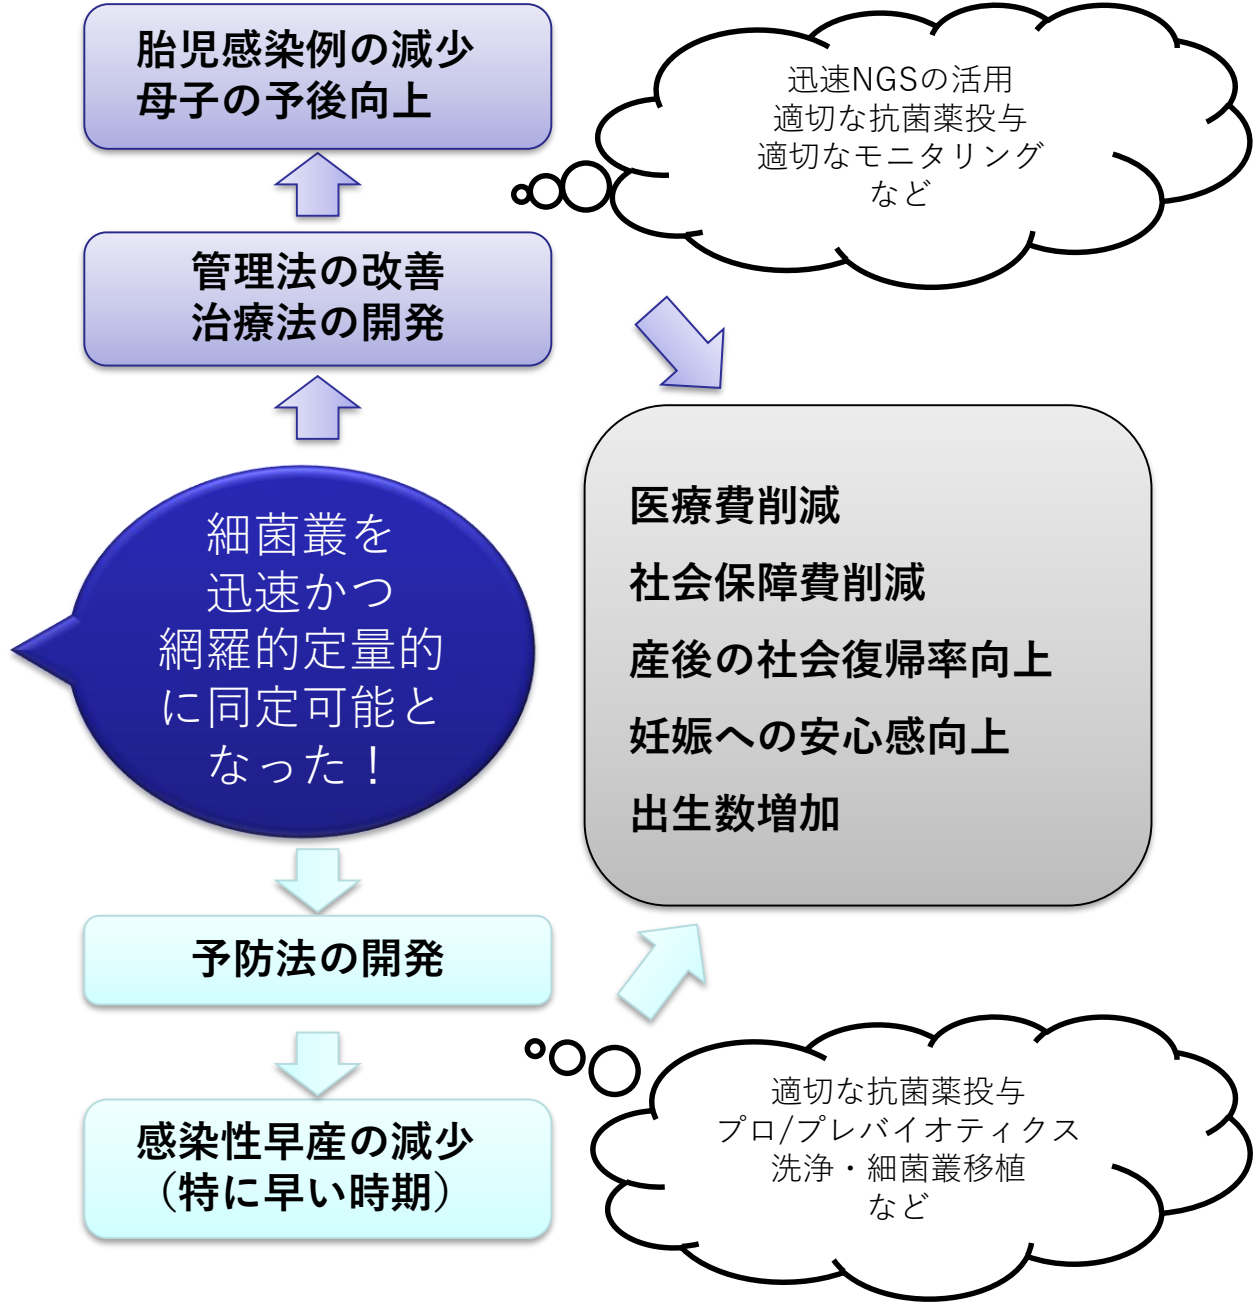 胎児感染例の減少
母子の予後向上
迅速NGSの活用
適切な抗菌薬投与
適切なモニタリング
など
管理法の改善
治療法の開発
細菌叢を
迅速かつ
網羅的定量的
に同定可能と
なった！
医療費削減
社会保障費削減
産後の社会復帰率向上
妊娠への安心感向上
出生数増加
予防法の開発
感染性早産の減少
（特に早い時期）
適切な抗菌薬投与
プロ/プレバイオティクス
洗浄・細菌叢移植
など